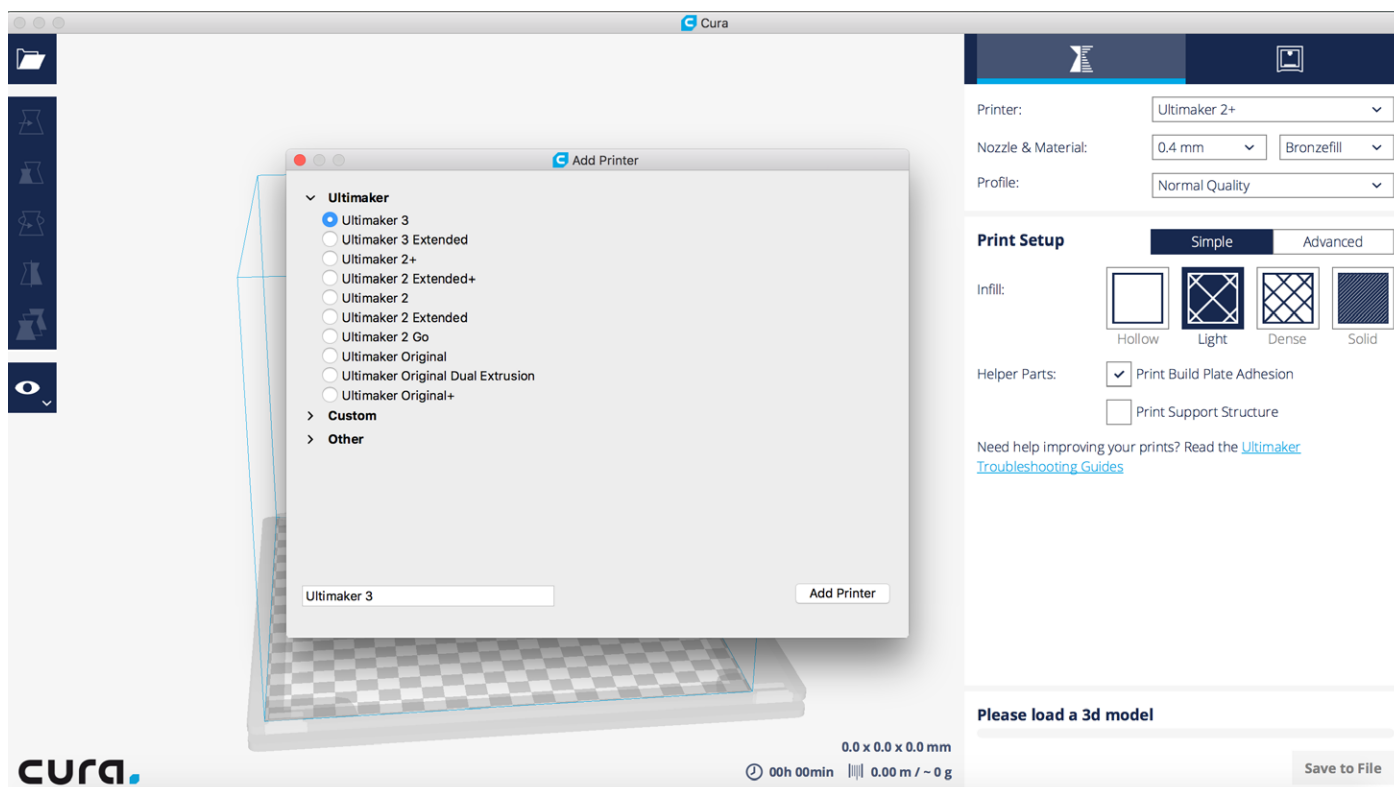 Cura
Printer:
Ultimaker 2+
Nozzle & Material:
0.4 mm
Bronzefill
Profile:
Normal Quality
Add Printer
Ultimaker
Ultimaker 3
Ultimaker 3 Extended
Ultimaker 2+
Ultimaker 2 Extended+
Ultimaker 2
Ultimaker 2 Extended
Ultimaker 2 Go
Ultimaker Original
Ultimaker Original Dual Extrusion
Ultimaker Original+
Custom
Other
Ultimaker 3
Add Printer
Print Setup
Simple
Advanced
Infill:
Hollow
Light
Dense
Solid
Helper Parts:
Print Build Plate Adhesion
Print Support Structure
Need help improving your prints? Read the Ultimaker
Troubleshooting Guides
Please load a 3d model
0.0 x 0.0 x 0.0 mm
00h 00min
0.00 m / ~ 0 g
Save to File
cura.